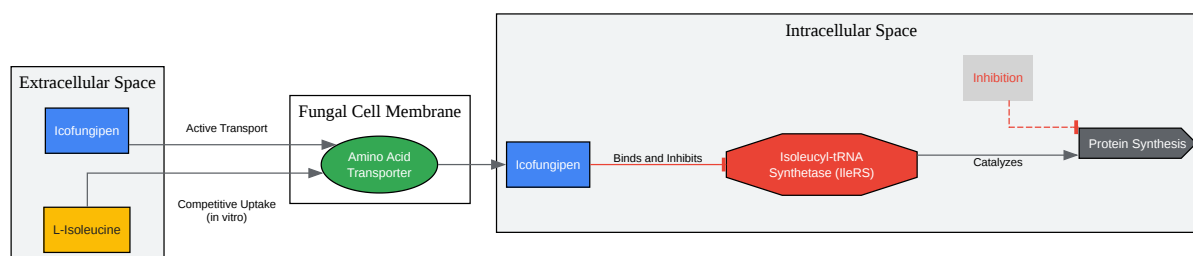 Extracellular Space
Icofungipen
L-Isoleucine
Active Transport
Competitive Uptake
(in vitro)
Fungal Cell Membrane
Amino Acid
Transporter
Intracellular Space
Icofungipen
Binds and Inhibits
Isoleucyl-tRNA
Synthetase (IleRS)
Catalyzes
Inhibition
Protein Synthesis